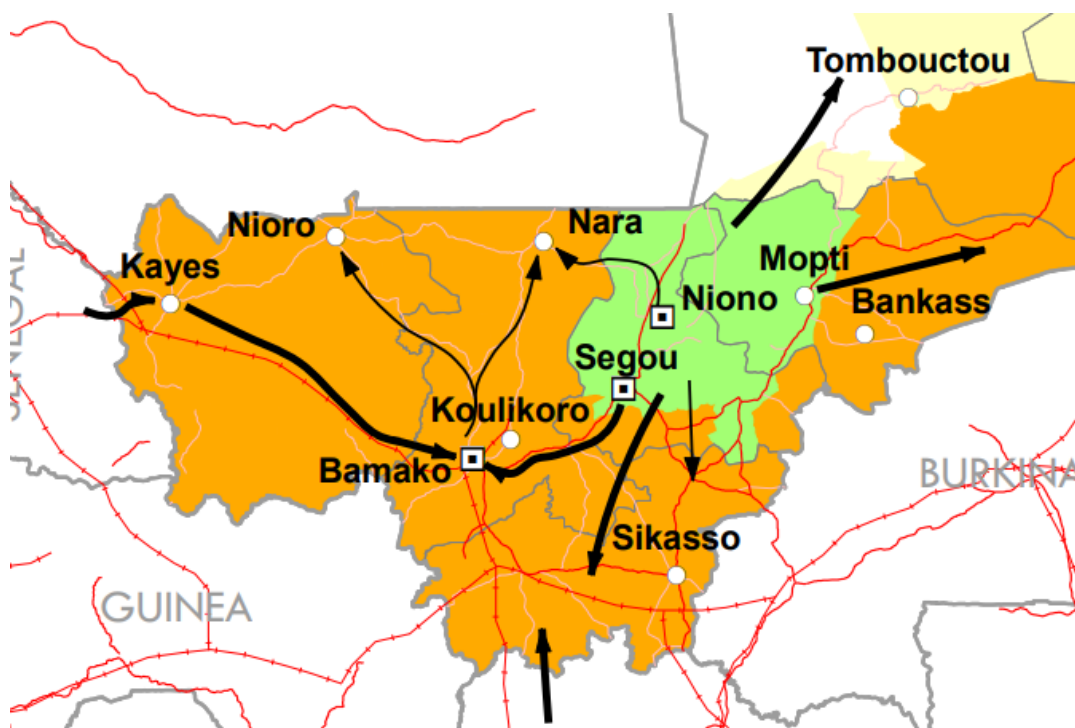 Tombouctou
Nioro
Nara
Kayes
Mopti
Niono
Bankass
Segou
Koulikoro
Bamako
BURKINA
Sikasso
GUINEA